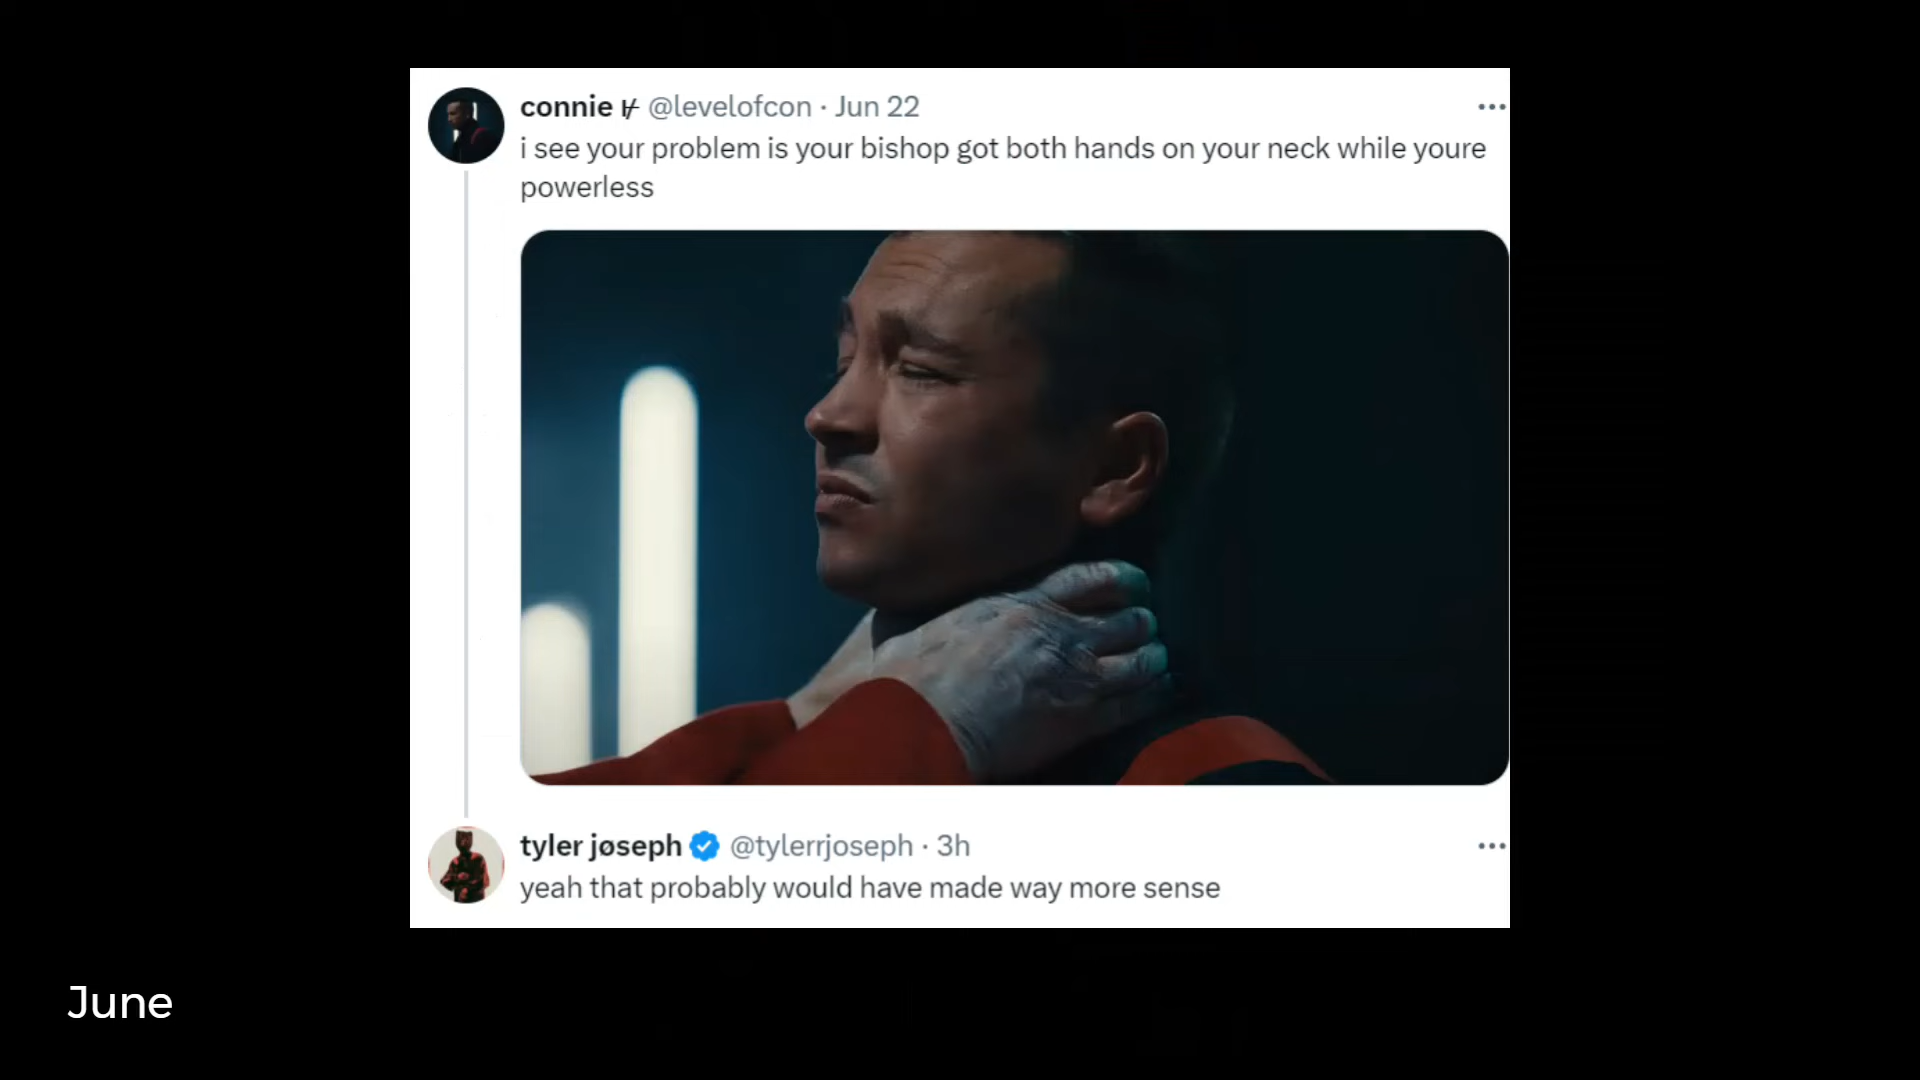 connie ⊬ @levelofcon · Jun 22
i see your problem is your bishop got both hands on your neck while youre
powerless
tyler jøseph @tylerrjoseph · 3h
yeah that probably would have made way more sense
June